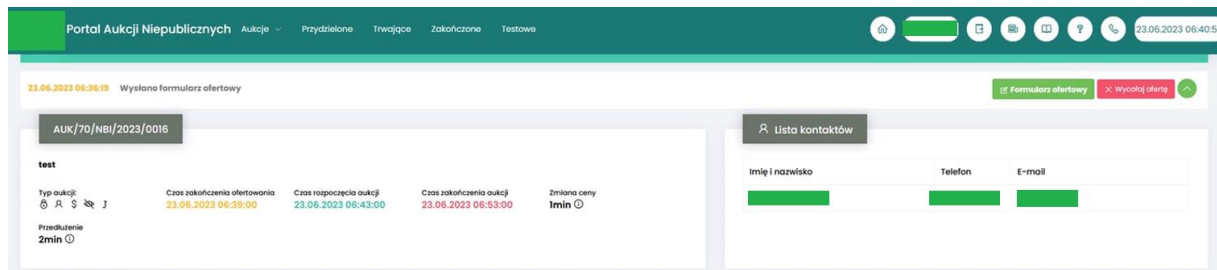 Portal Aukcji Niepublicznych Aukcje Przydzielone Trwające Zakończone Testowe 23.06.2023 06:40:5
23.06.2023 06:36:19 Wysłano formularz ofertowy Formularz ofertowy Wycofaj ofertę
AUK/70/NBI/2023/0016
Lista kontaktów
test
Imię i nazwisko Telefon E-mail
Typ aukcji: Czas zakończenia ofertowania Czas rozpoczęcia aukcji Czas zakończenia aukcji Zmiana ceny
23.06.2023 06:39:00 23.06.2023 06:43:00 23.06.2023 06:53:00 1min
Przedłużenie
2min